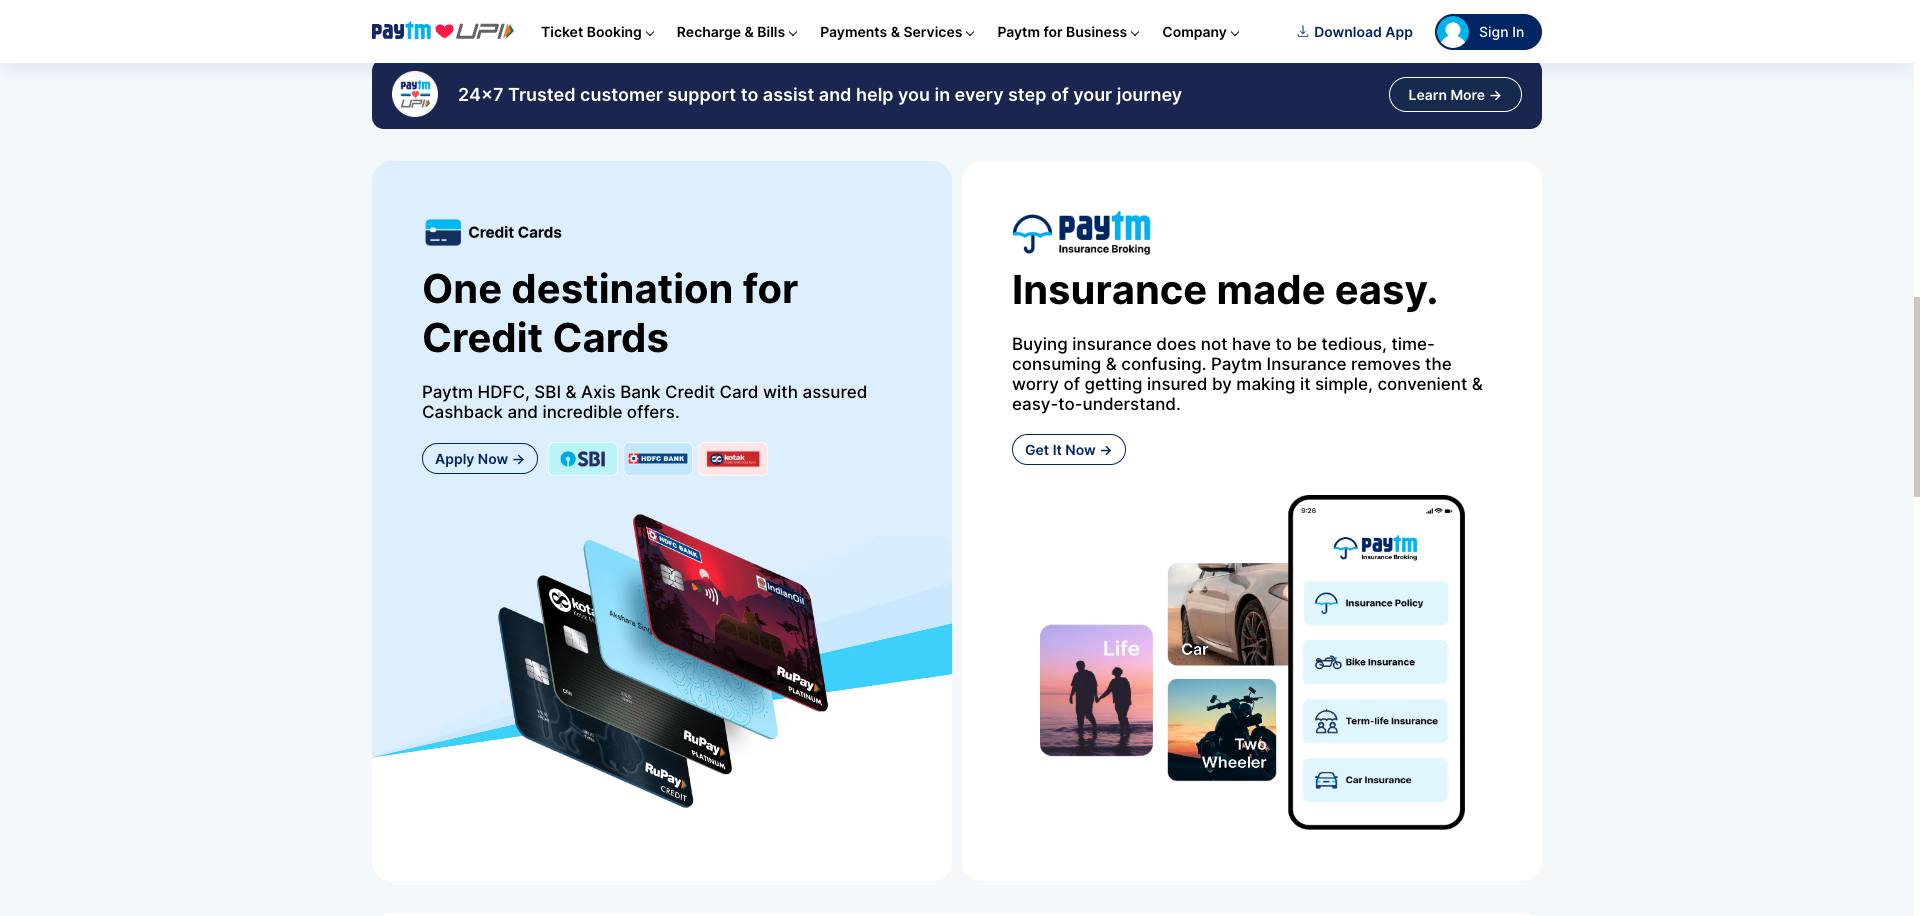 paytm UPI
Ticket Booking
Recharge & Bills
Payments & Services
Paytm for Business
Company
Download App
Sign In
paytm
UPI
24×7 Trusted customer support to assist and help you in every step of your journey
Learn More →
Credit Cards
One destination for
Credit Cards
Paytm HDFC, SBI & Axis Bank Credit Card with assured
Cashback and incredible offers.
Apply Now →
SBI
HDFC BANK
kotak
HDFC BANK
IndianOil
kota
Akshara Sing
RuPay
PLATINUM
RuPay
PLATINUM
RuPay
CREDIT
paytm
Insurance Broking
Insurance made easy.
Buying insurance does not have to be tedious, time-
consuming & confusing. Paytm Insurance removes the
worry of getting insured by making it simple, convenient &
easy-to-understand.
Get It Now →
Life
Car
Two
Wheeler
9:26
paytm
Insurance Broking
Insurance Policy
Bike Insurance
Term-life Insurance
Car Insurance